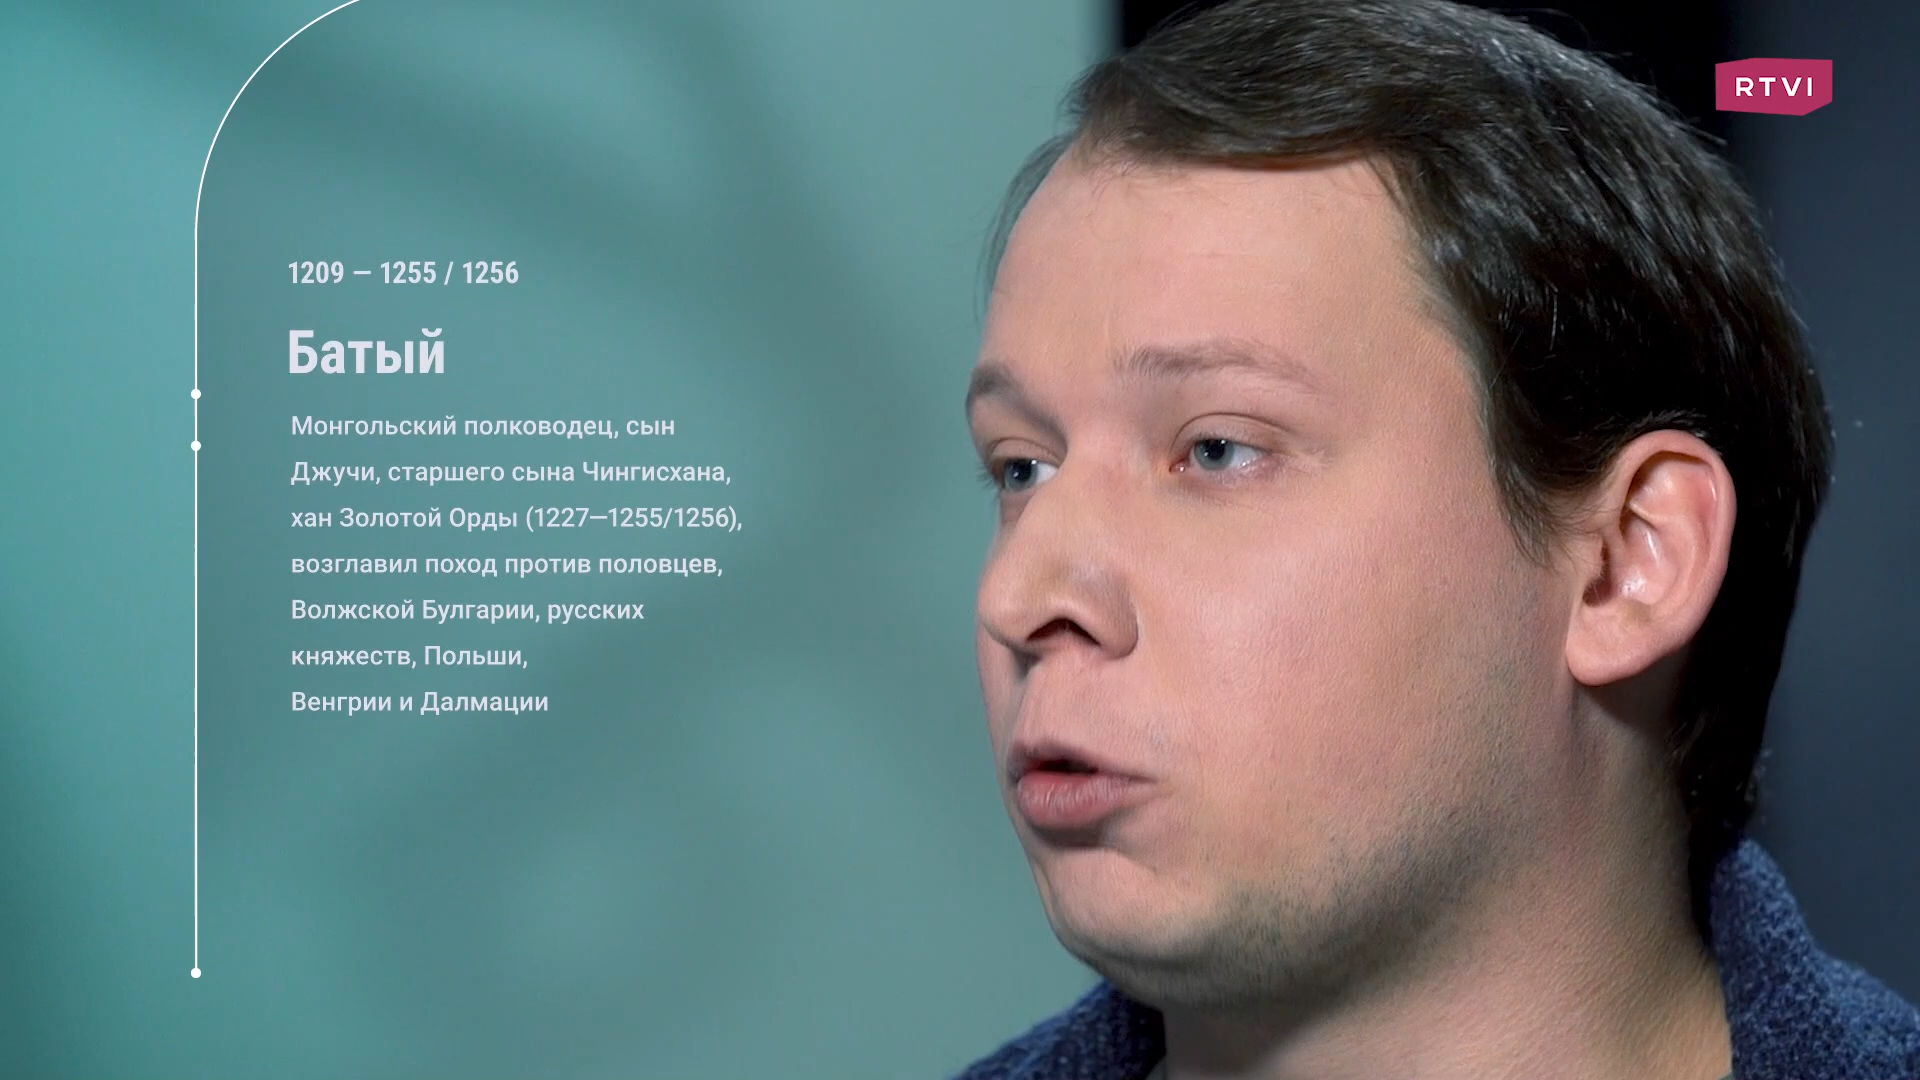 RTVI
1209 — 1255 / 1256
Батый
Монгольский полководец, сын
Джучи, старшего сына Чингисхана,
хан Золотой Орды (1227—1255/1256),
возглавил поход против половцев,
Волжской Булгарии, русских
княжеств, Польши,
Венгрии и Далмации